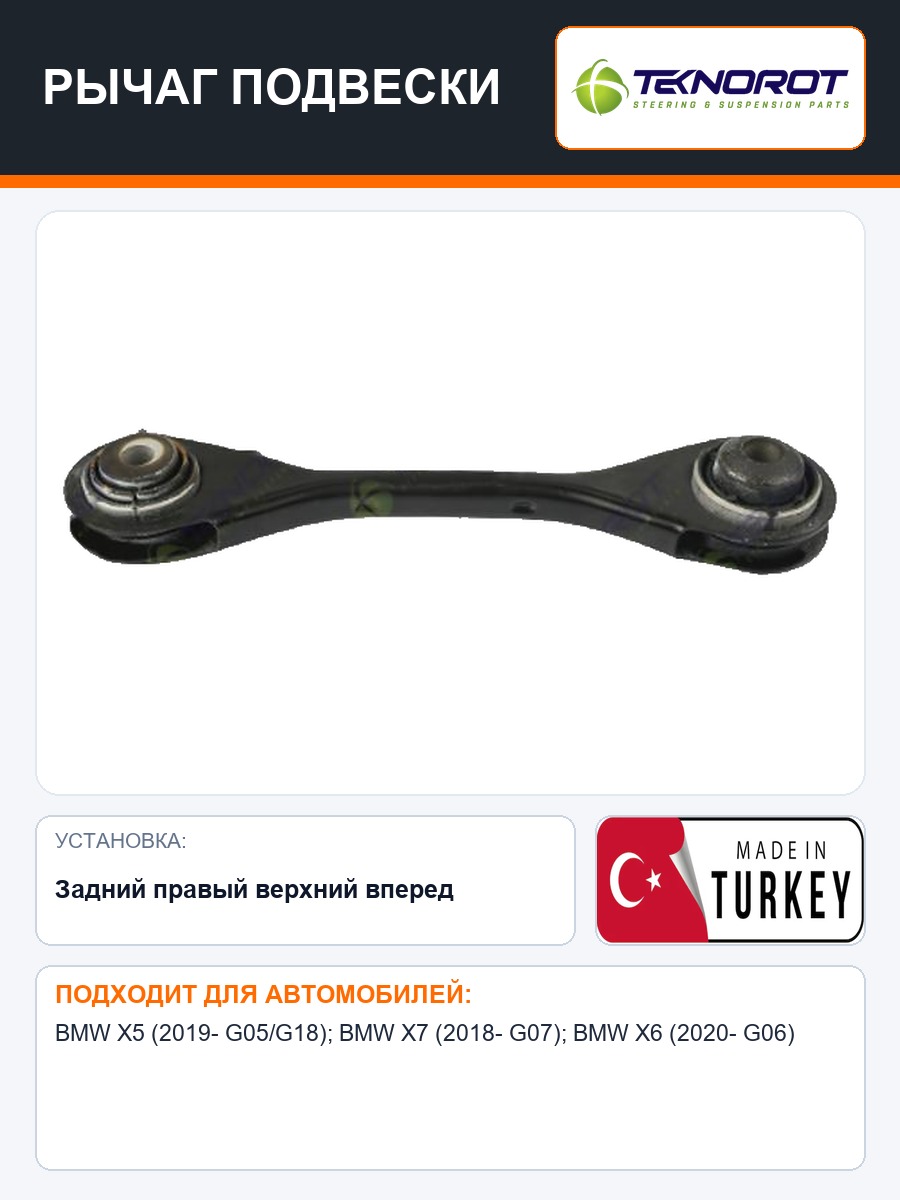 РЫЧАГ ПОДВЕСКИ
TEKNOROT
STEERING & SUSPENSION PARTS
УСТАНОВКА:
Задний правый верхний вперед
MADE IN
TURKEY
ПОДХОДИТ ДЛЯ АВТОМОБИЛЕЙ:
BMW X5 (2019- G05/G18); BMW X7 (2018- G07); BMW X6 (2020- G06)